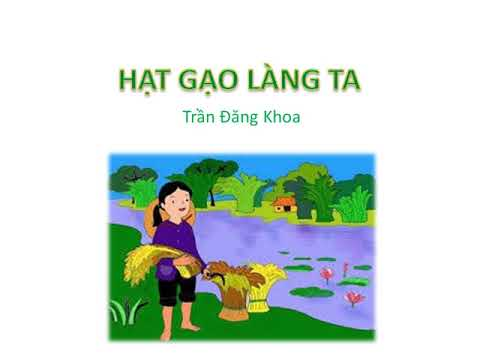 HẠT GẠO LÀNG TA
Trần Đăng Khoa